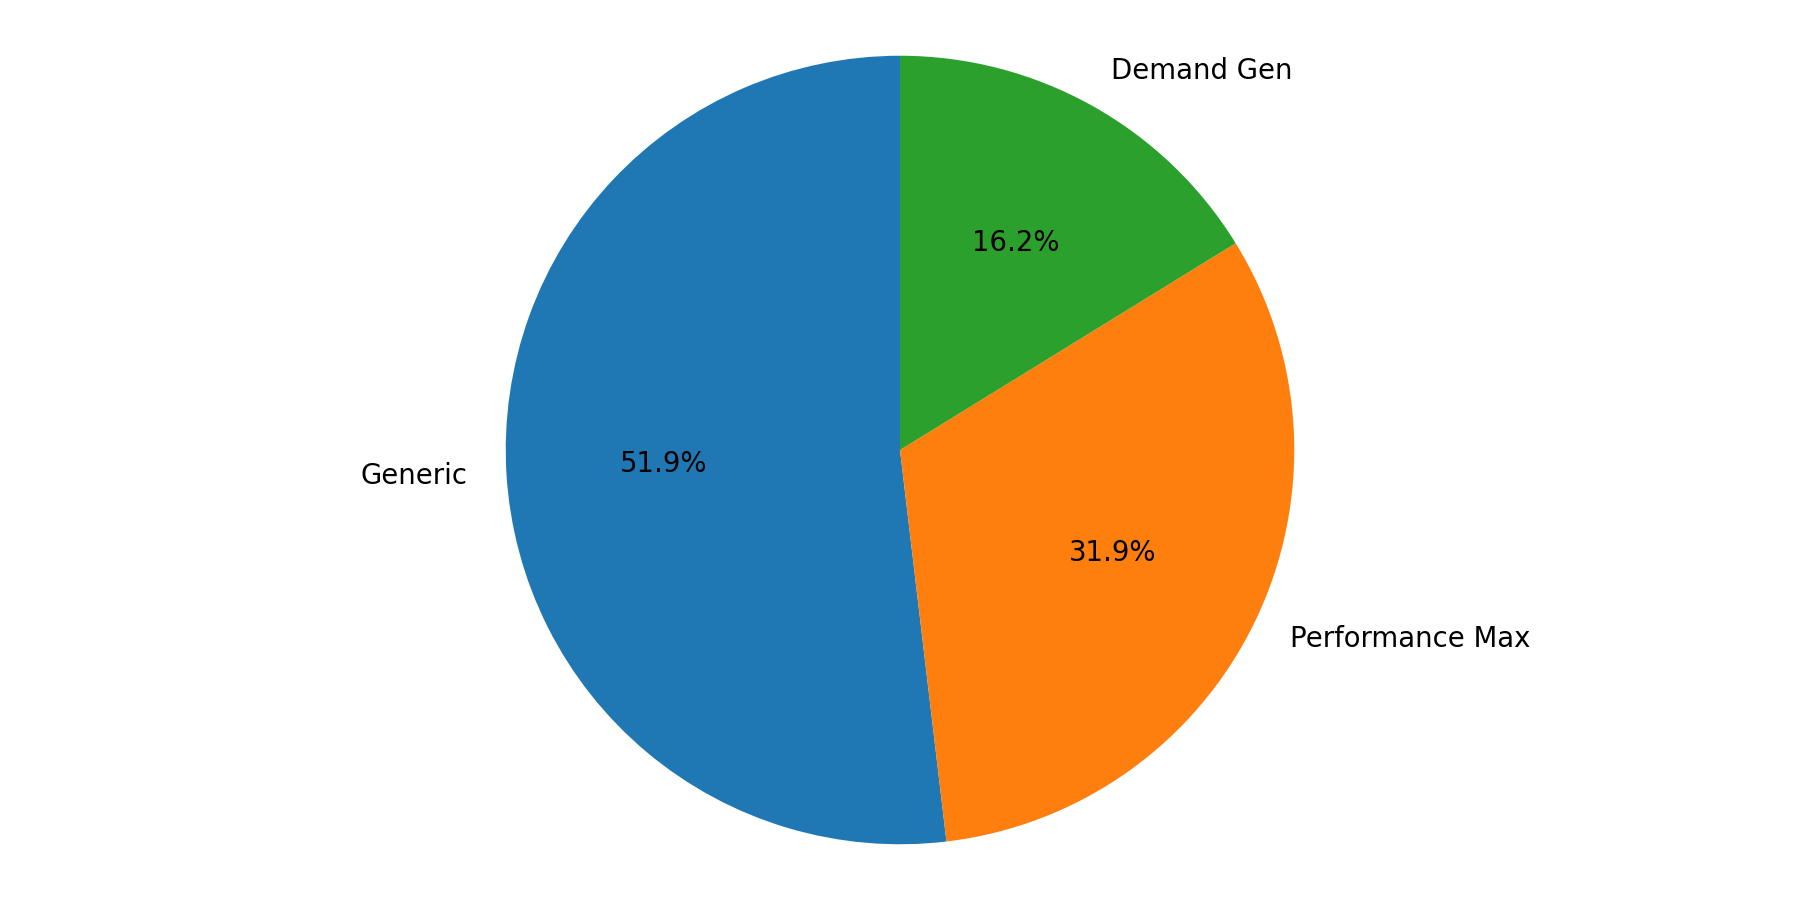 Demand Gen
16.2%
51.9%
Generic
31.9%
Performance Max